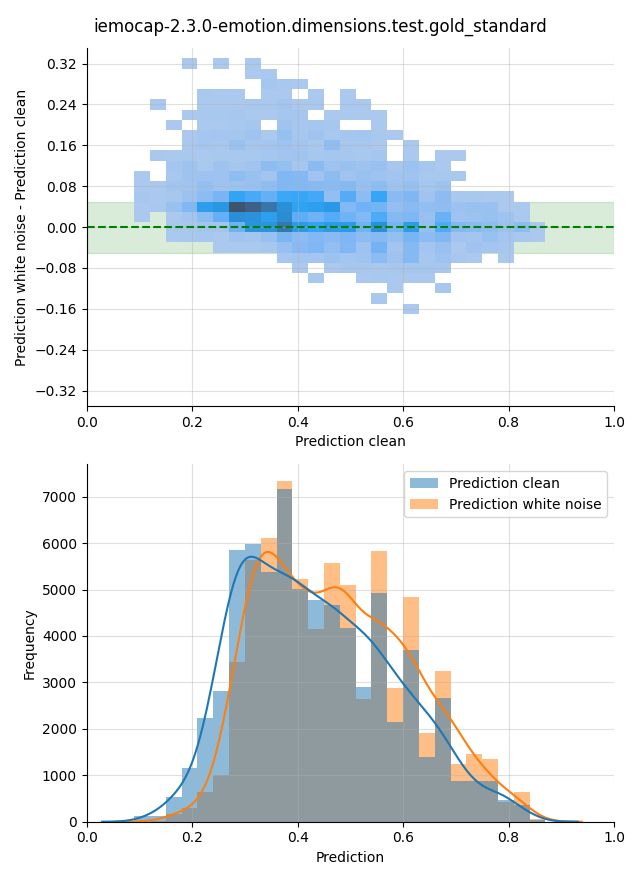 iemocap-2.3.0-emotion.dimensions.test.gold_standard
Prediction white noise - Prediction clean
0.32
0.24
0.16
0.08
0.00
−0.08
−0.16
−0.24
−0.32
0.0 0.2 0.4 0.6 0.8 1.0
Prediction clean
Frequency
7000
6000
5000
4000
3000
2000
1000
0
Prediction clean
Prediction white noise
0.0 0.2 0.4 0.6 0.8 1.0
Prediction